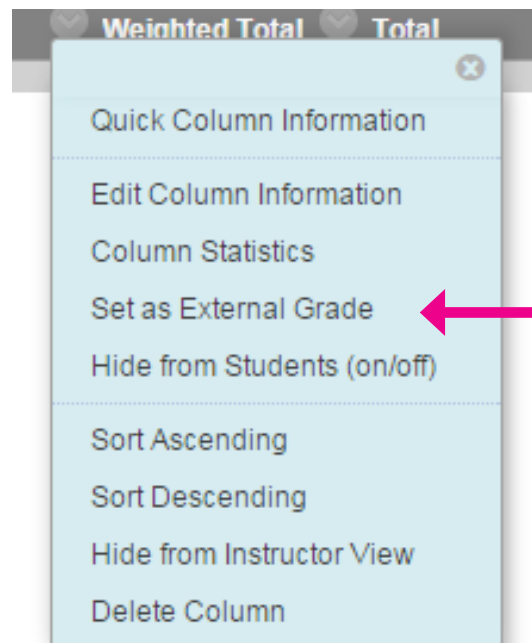 Weighted Total Total
Quick Column Information
Edit Column Information
Column Statistics
Set as External Grade
Hide from Students (on/off)
Sort Ascending
Sort Descending
Hide from Instructor View
Delete Column